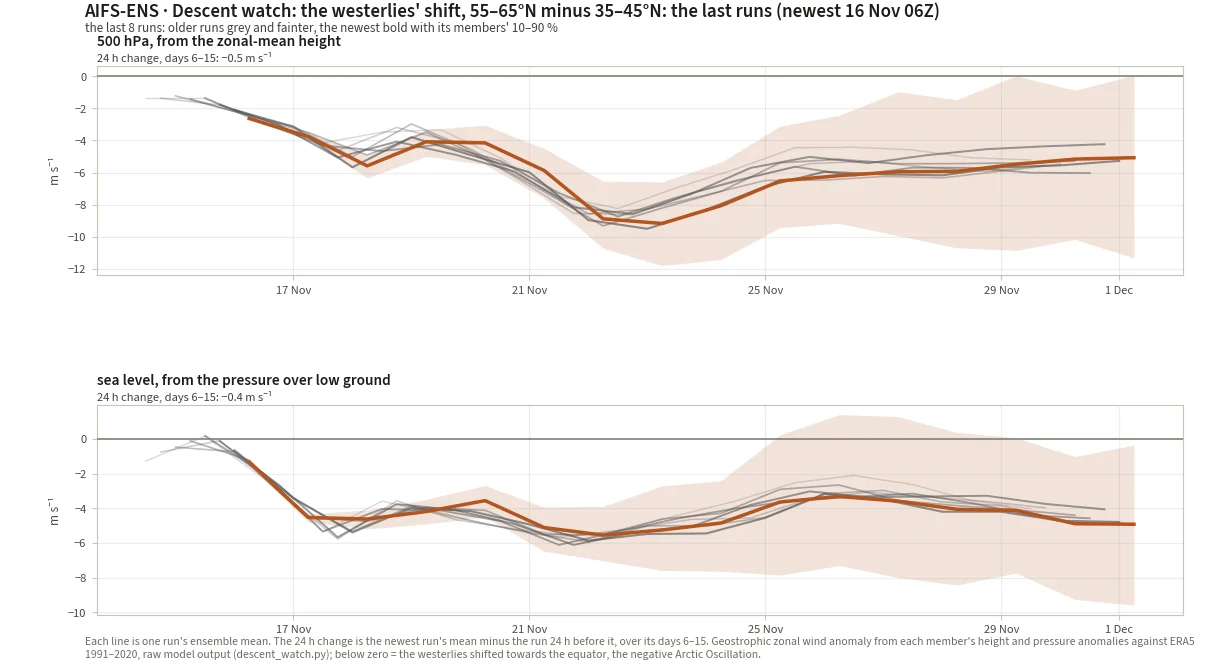 AIFS-ENS · Descent watch: the westerlies' shift, 55–65°N minus 35–45°N: the last runs (newest 16 Nov 06Z)
the last 8 runs: older runs grey and fainter, the newest bold with its members' 10–90 %
500 hPa, from the zonal-mean height
24 h change, days 6–15: −0.5 m s⁻¹
0
−2
−4
−6
−8
−10
−12
m s⁻¹
17 Nov
21 Nov
25 Nov
29 Nov
1 Dec
sea level, from the pressure over low ground
24 h change, days 6–15: −0.4 m s⁻¹
0
−2
−4
−6
−8
−10
m s⁻¹
17 Nov
21 Nov
25 Nov
29 Nov
1 Dec
Each line is one run's ensemble mean. The 24 h change is the newest run's mean minus the run 24 h before it, over its days 6–15. Geostrophic zonal wind anomaly from each member's height and pressure anomalies against ERA5
1991–2020, raw model output (descent_watch.py); below zero = the westerlies shifted towards the equator, the negative Arctic Oscillation.